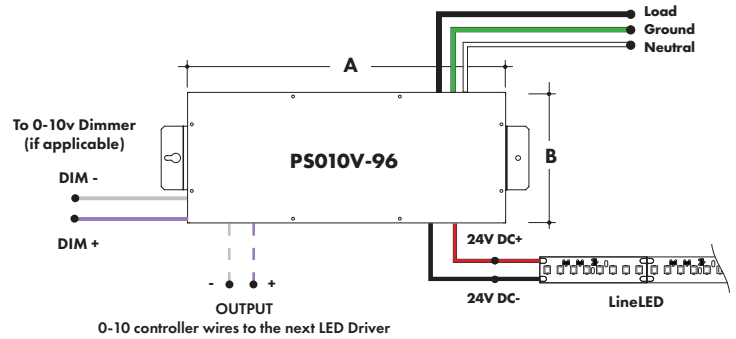 Load
Ground
Neutral
A
To 0-10v Dimmer
(if applicable)
PS010V-96
B
DIM -
DIM +
24V DC+
- +
24V DC-
LineLED
OUTPUT
0-10 controller wires to the next LED Driver